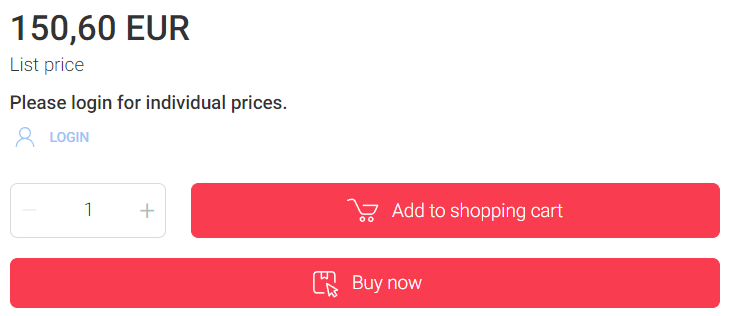 150,60 EUR
List price
Please login for individual prices.
LOGIN
1
Add to shopping cart
Buy now